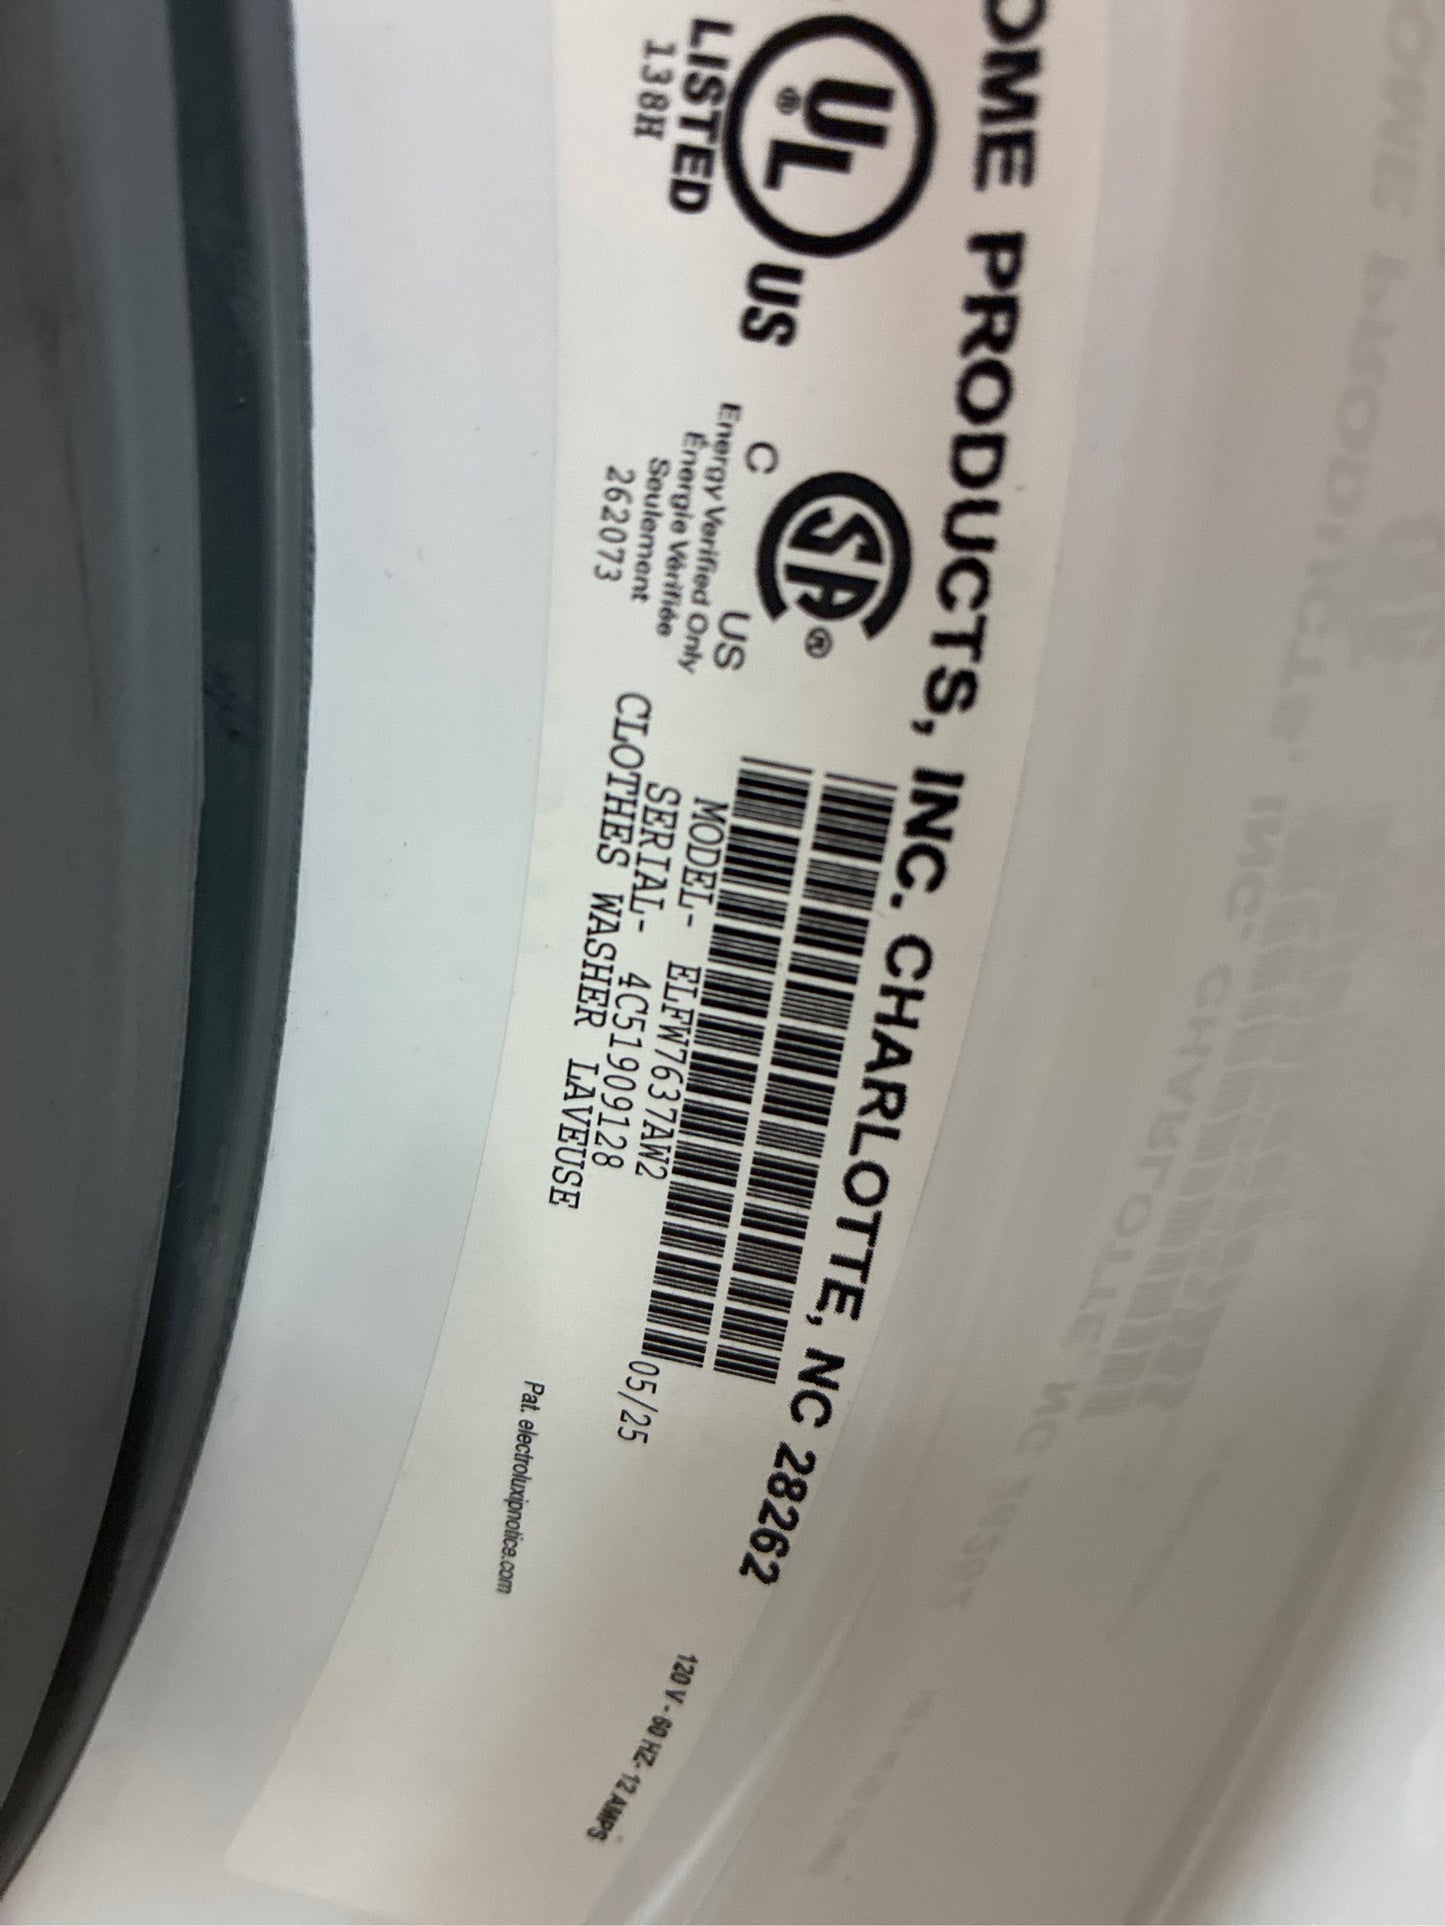 OME PRODUCTS, INC. CHARLOTTE, NC 28262
UL
®
US
LISTED
138H
SA®
C US
Energy Verified Only
Énergie Vérifiée
Seulement
262073
MODEL- ELFW7637AW2
SERIAL- 4C51909128
CLOTHES WASHER LAVEUSE
05/25
Pat. electroluxipnotice.com
120 V - 60 HZ- 12 AMPS